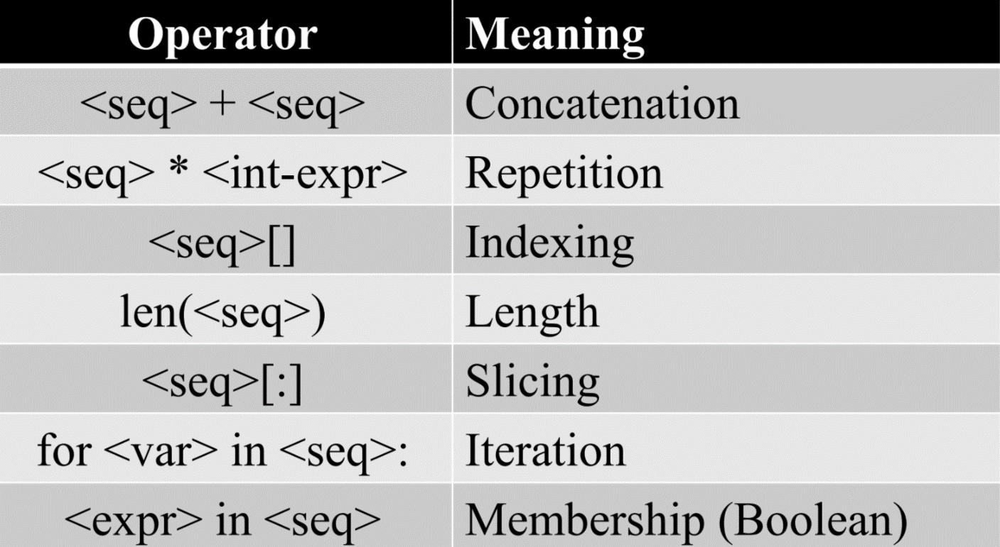 Operator Meaning
<seq> + <seq> Concatenation
<seq> * <int-expr> Repetition
<seq>[] Indexing
len(<seq>) Length
<seq>[:] Slicing
for <var> in <seq>: Iteration
<expr> in <seq> Membership (Boolean)